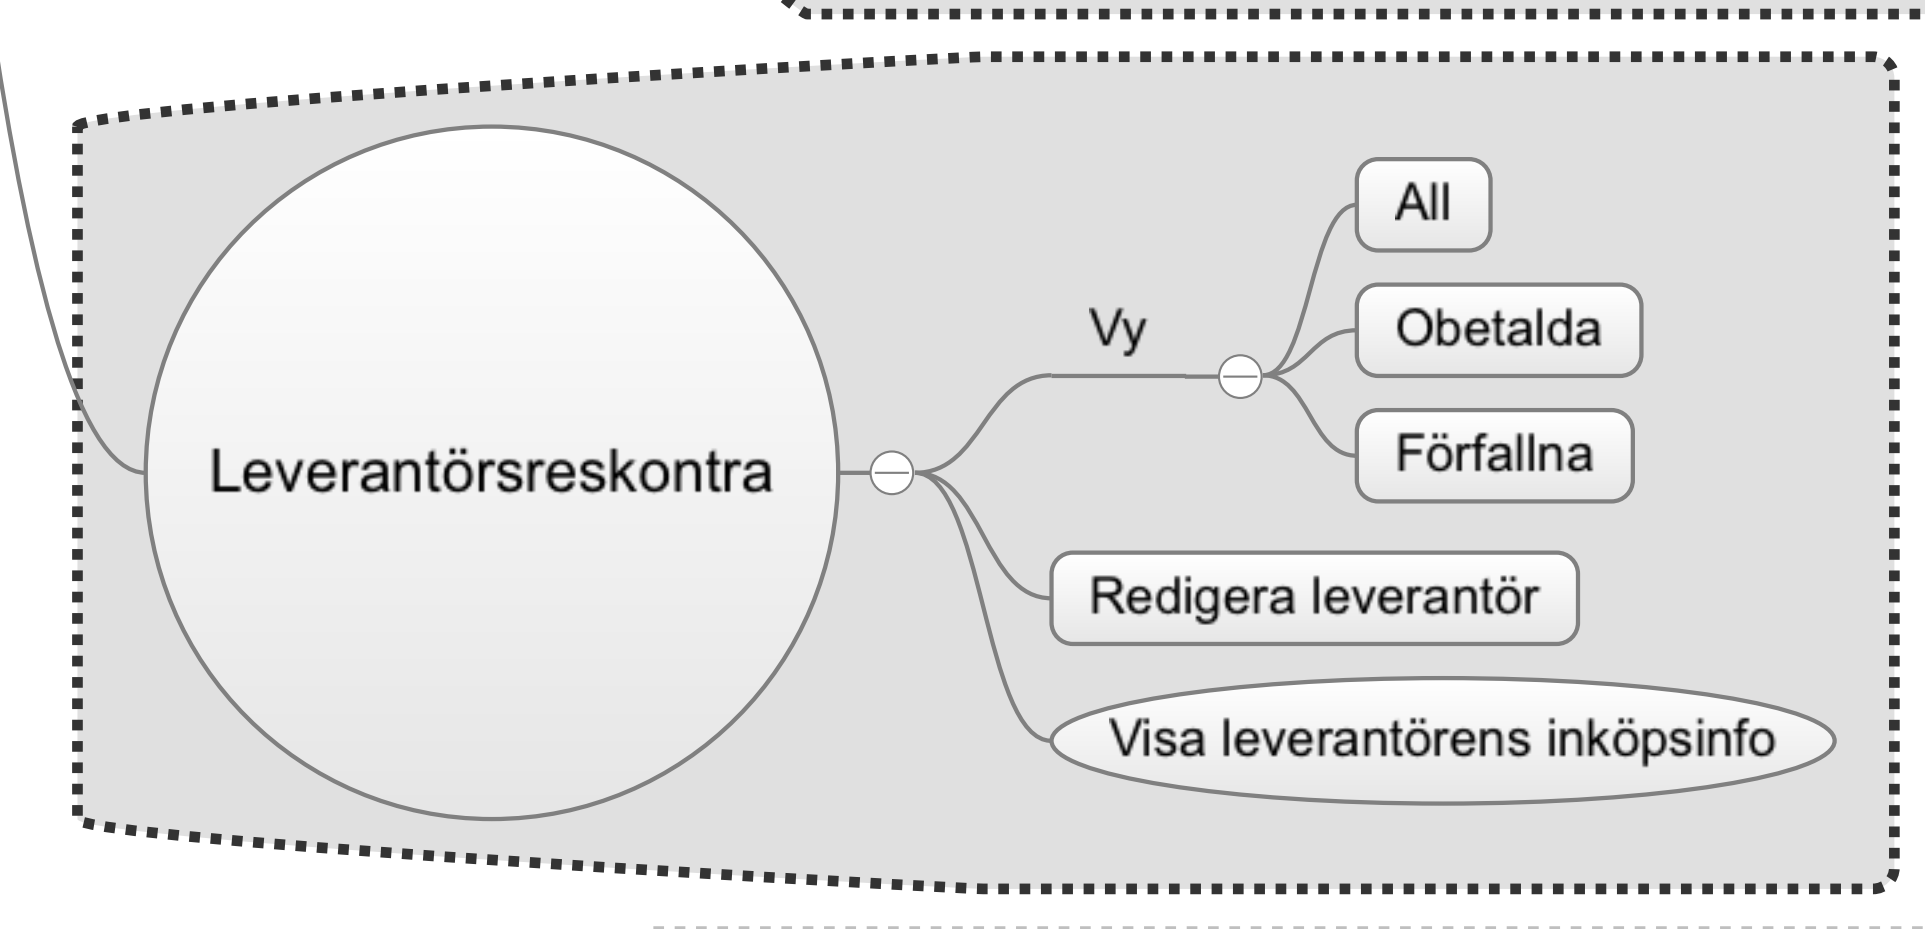 Leverantörsreskontra
Vy
All
Obetalda
Förfallna
Redigera leverantör
Visa leverantörens inköpsinfo